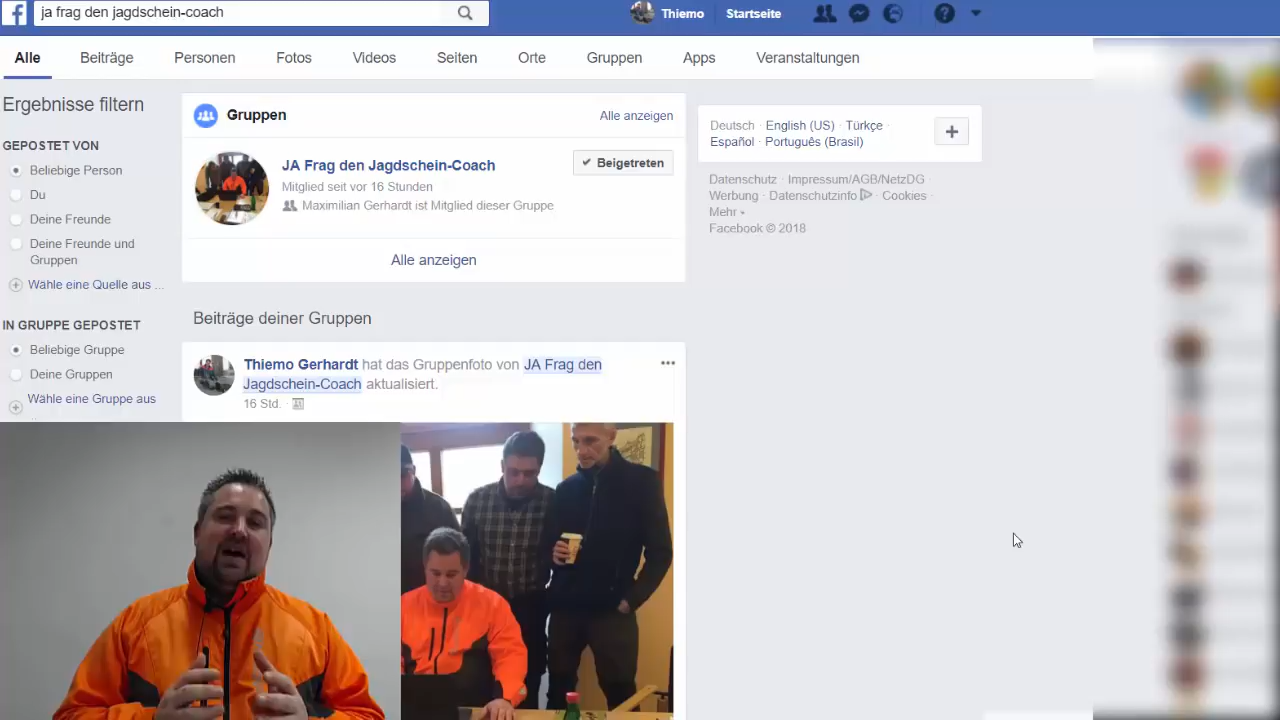 ja frag den jagdschein-coach
Thiemo
Startseite
Alle
Beiträge
Personen
Fotos
Videos
Seiten
Orte
Gruppen
Apps
Veranstaltungen
Ergebnisse filtern
GEPOSTET VON
Beliebige Person
Du
Deine Freunde
Deine Freunde und
Gruppen
Wähle eine Quelle aus ...
IN GRUPPE GEPOSTET
Beliebige Gruppe
Deine Gruppen
Wähle eine Gruppe aus
Gruppen
Alle anzeigen
JA Frag den Jagdschein-Coach
Beigetreten
Mitglied seit vor 16 Stunden
Maximilian Gerhardt ist Mitglied dieser Gruppe
Alle anzeigen
Beiträge deiner Gruppen
Thiemo Gerhardt hat das Gruppenfoto von JA Frag den
Jagdschein-Coach aktualisiert.
16 Std. ·
Deutsch · English (US) · Türkçe ·
Español · Português (Brasil)
Datenschutz · Impressum/AGB/NetzDG ·
Werbung · Datenschutzinfo · Cookies ·
Mehr
Facebook © 2018